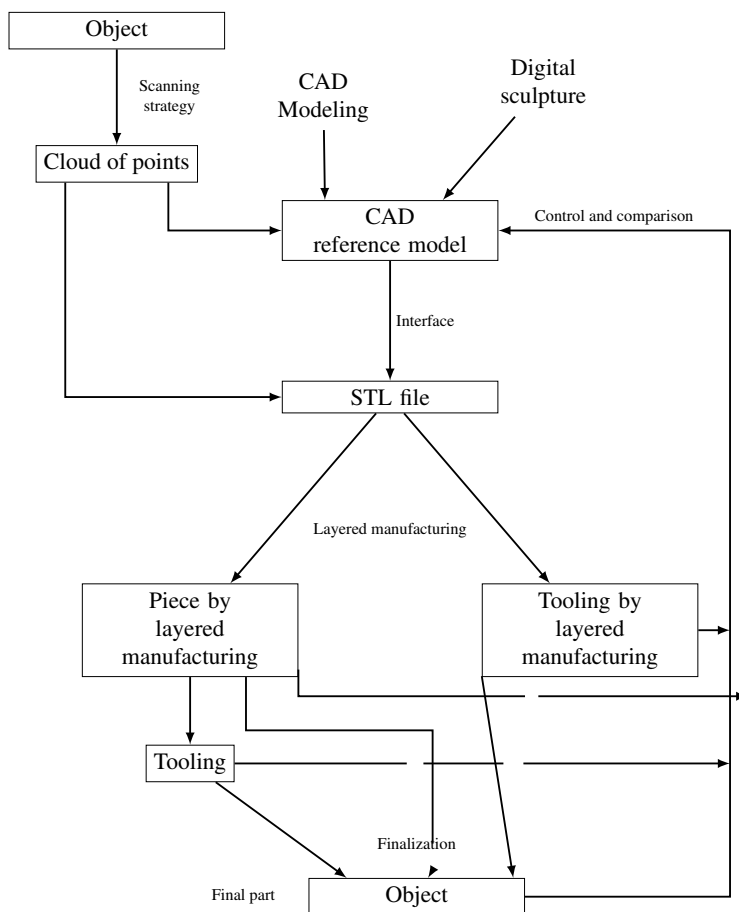 Object
Scanning
strategy
CAD
Modeling
Digital
sculpture
Cloud of points
CAD
reference model
Control and comparison
Interface
STL file
Layered manufacturing
Piece by
layered
manufacturing
Tooling by
layered
manufacturing
Tooling
Finalization
Final part
Object